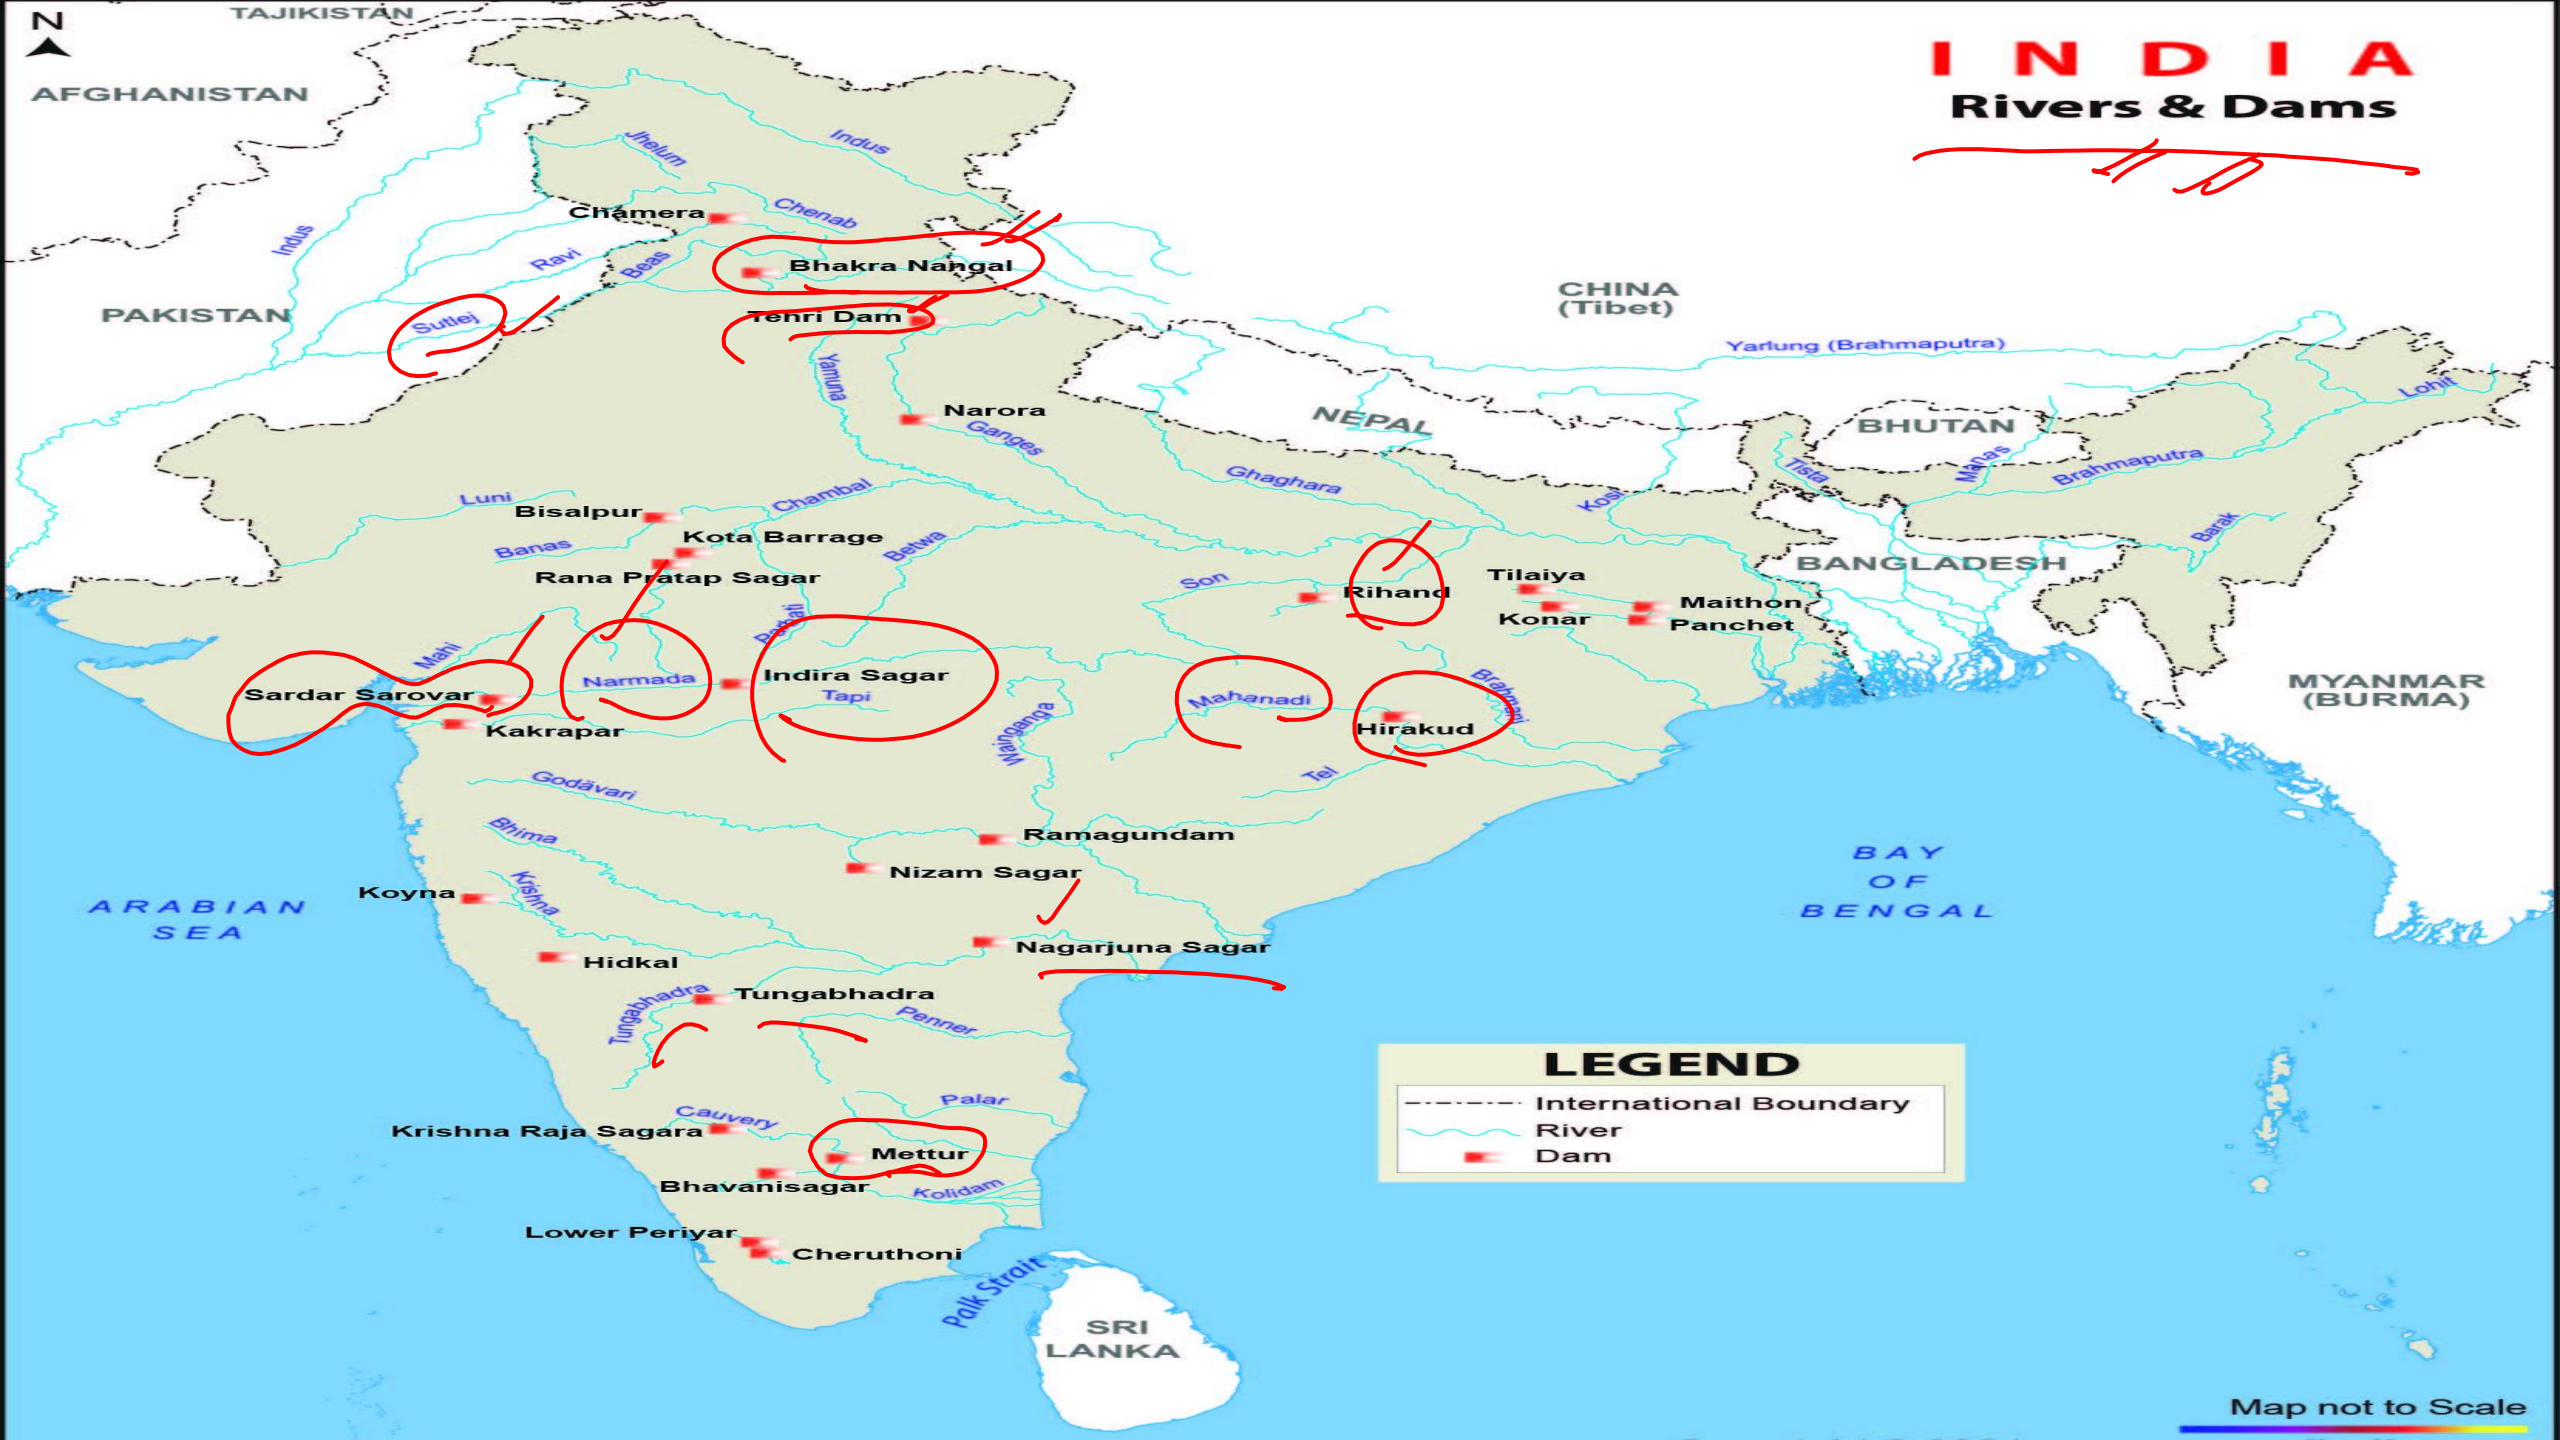 N
TAJIKISTAN
I N D I A
Rivers & Dams
AFGHANISTAN
Jhelum
Indus
Chamera
Chenab
Indus
Ravi
Beas
Bhakra Nangal
CHINA
(Tibet)
PAKISTAN
Sutlej
Tehri Dam
Yarlung (Brahmaputra)
Yamuna
Lohit
Narora
Ganges
NEPAL
BHUTAN
Ghaghara
Tista
Manas
Brahmaputra
Luni
Chambal
Kosi
Bisalpur
Barak
Kota Barrage
Banas
Betwa
BANGLADESH
Rana Pratap Sagar
Son
Rihand
Tilaiya
Maithon
Konar
Panchet
Parbati
Mahi
Narmada
Indira Sagar
Tapi
Sardar Sarovar
Mahanadi
Brahmani
MYANMAR
(BURMA)
Kakrapar
Wainganga
Hirakud
Tel
Godävari
Bhima
Ramagundam
BAY
OF
BENGAL
Nizam Sagar
Koyna
Krishna
ARABIAN
SEA
Nagarjuna Sagar
Hidkal
Tungabhadra
Tungabhadra
Penner
LEGEND
International Boundary
River
Dam
Palar
Cauvery
Krishna Raja Sagara
Mettur
Bhavanisagar
Kolidam
Lower Periyar
Cheruthoni
Palk Strait
SRI
LANKA
Map not to Scale